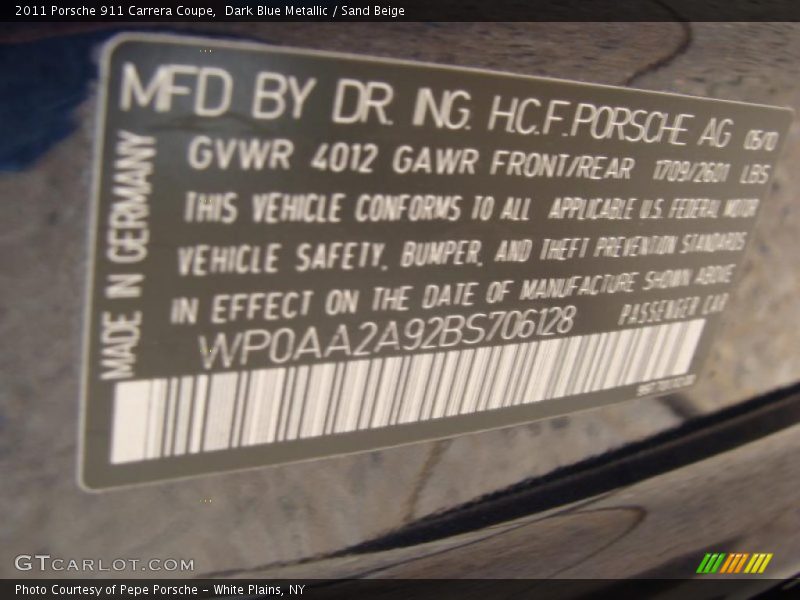 2011 Porsche 911 Carrera Coupe,  Dark Blue Metallic / Sand Beige
MFD BY DR. ING. H.C.F. PORSCHE AG 05/10
GVWR 4012 GAWR FRONT/REAR 1709/2601 LBS
THIS VEHICLE CONFORMS TO ALL APPLICABLE U.S. FEDERAL MOTOR
VEHICLE SAFETY, BUMPER, AND THEFT PREVENTION STANDARDS
IN EFFECT ON THE DATE OF MANUFACTURE SHOWN ABOVE
WP0AA2A92BS706128 PASSENGER CAR
MADE IN GERMANY
GTCARLOT.COM
Photo Courtesy of Pepe Porsche - White Plains, NY